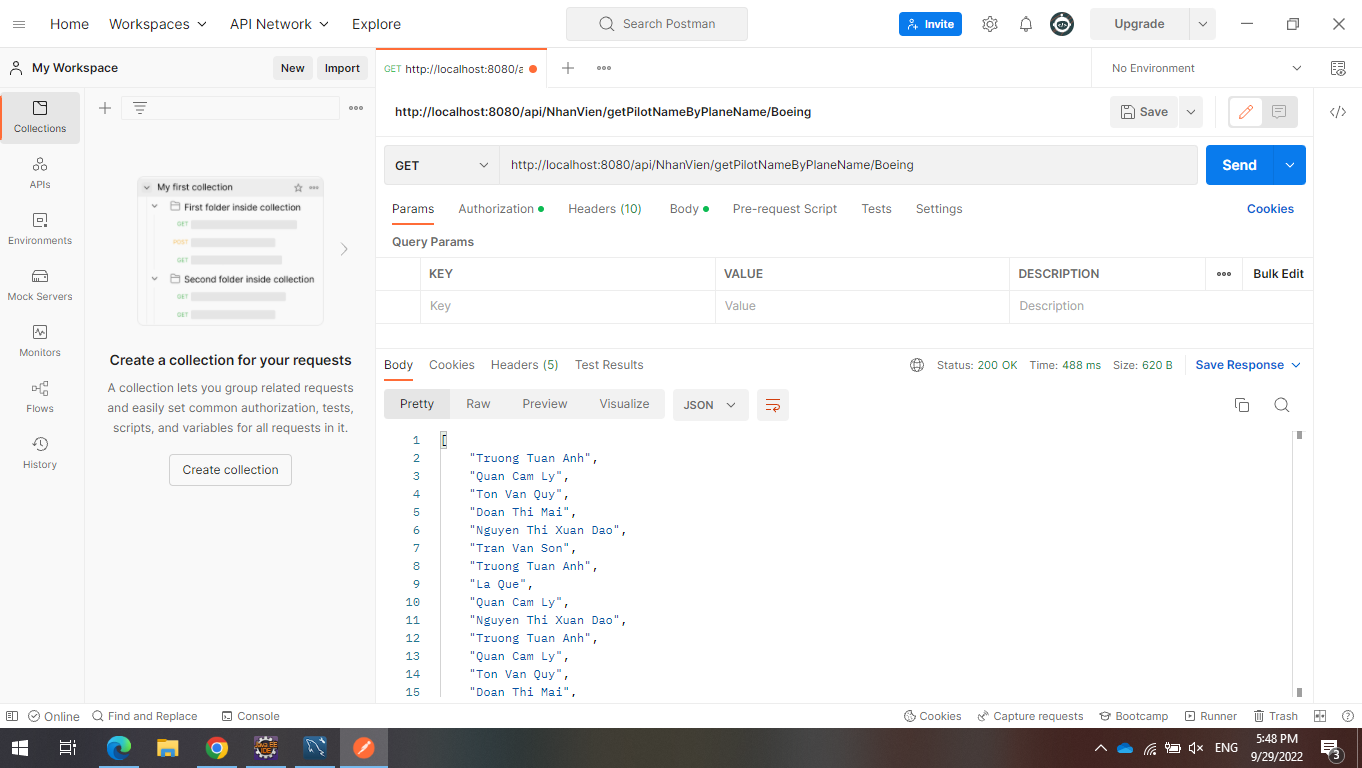 Home Workspaces API Network Explore Search Postman Invite Upgrade
My Workspace New Import GET http://localhost:8080/a No Environment
Collections
APIs
Environments
Mock Servers
Monitors
Flows
History
My first collection
First folder inside collection
GET
POST
GET
Second folder inside collection
GET
GET
Create a collection for your requests
A collection lets you group related requests
and easily set common authorization, tests,
scripts, and variables for all requests in it.
Create collection
http://localhost:8080/api/NhanVien/getPilotNameByPlaneName/Boeing Save
GET http://localhost:8080/api/NhanVien/getPilotNameByPlaneName/Boeing Send
Params Authorization Headers (10) Body Pre-request Script Tests Settings Cookies
Query Params
KEY VALUE DESCRIPTION Bulk Edit
Key Value Description
Body Cookies Headers (5) Test Results Status: 200 OK Time: 488 ms Size: 620 B Save Response
Pretty Raw Preview Visualize JSON
1 [
2 "Truong Tuan Anh",
3 "Quan Cam Ly",
4 "Ton Van Quy",
5 "Doan Thi Mai",
6 "Nguyen Thi Xuan Dao",
7 "Tran Van Son",
8 "Truong Tuan Anh",
9 "La Que",
10 "Quan Cam Ly",
11 "Nguyen Thi Xuan Dao",
12 "Truong Tuan Anh",
13 "Quan Cam Ly",
14 "Ton Van Quy",
15 "Doan Thi Mai",
Online Find and Replace Console Cookies Capture requests Bootcamp Runner Trash
ENG 5:48 PM
9/29/2022 3